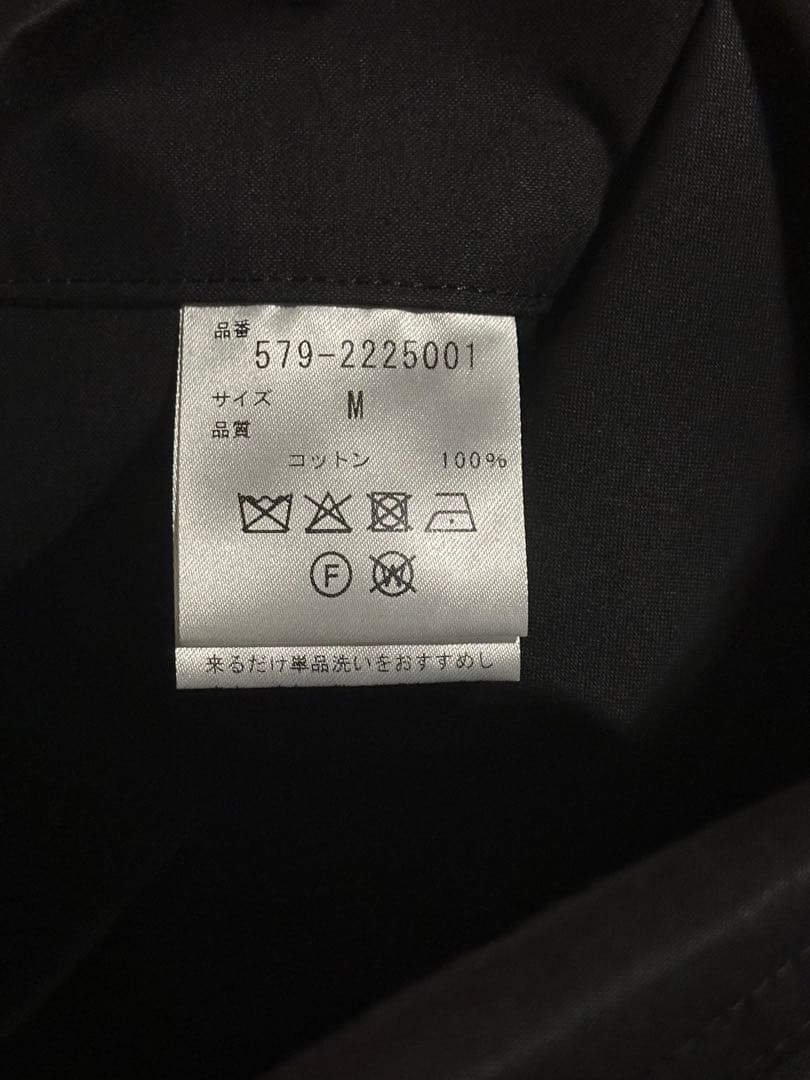 品番
579-2225001
サイズ M
品質
コットン 100%
F W
来るだけ単品洗いをおすすめし